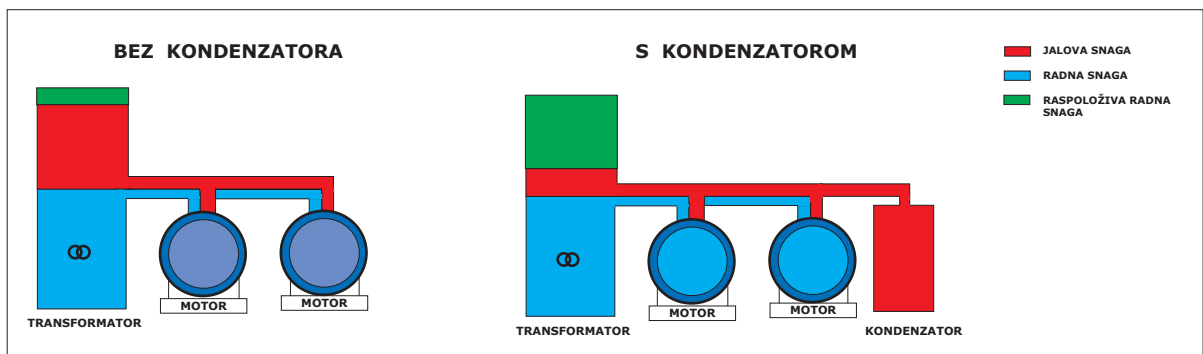 BEZ KONDENZATORA
S KONDENZATOROM
JALOVA SNAGA
RADNA SNAGA
RASPOLOŽIVA RADNA
SNAGA
MOTOR
MOTOR
TRANSFORMATOR
MOTOR
MOTOR
TRANSFORMATOR
KONDENZATOR